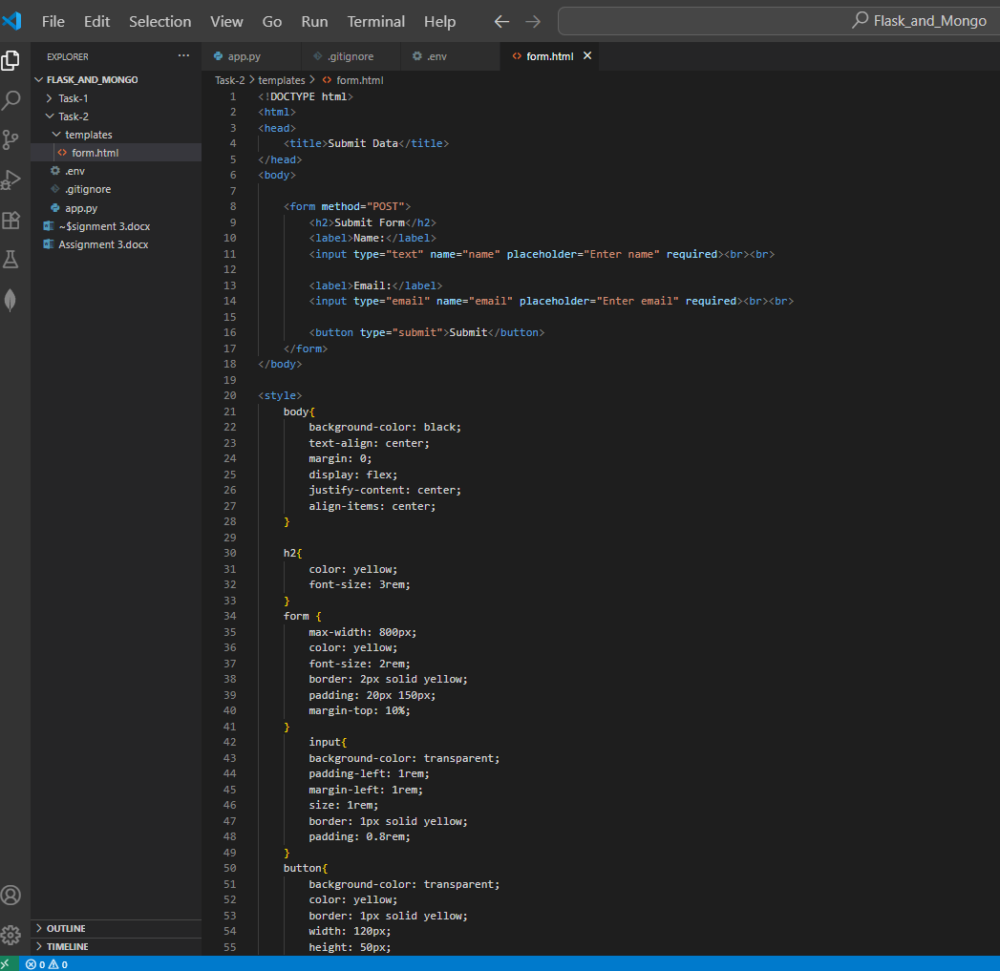 File Edit Selection View Go Run Terminal Help Flask_and_Mongo
EXPLORER
FLASK_AND_MONGO
Task-1
Task-2
templates
form.html
.env
.gitignore
app.py
~$signment 3.docx
Assignment 3.docx
OUTLINE
TIMELINE
app.py .gitignore .env form.html
Task-2 > templates > form.html
1 <!DOCTYPE html>
2 <html>
3 <head>
4     <title>Submit Data</title>
5 </head>
6 <body>
7
8     <form method="POST">
9         <h2>Submit Form</h2>
10         <label>Name:</label>
11         <input type="text" name="name" placeholder="Enter name" required><br><br>
12
13         <label>Email:</label>
14         <input type="email" name="email" placeholder="Enter email" required><br><br>
15
16         <button type="submit">Submit</button>
17     </form>
18 </body>
19
20 <style>
21     body{
22         background-color: black;
23         text-align: center;
24         margin: 0;
25         display: flex;
26         justify-content: center;
27         align-items: center;
28     }
29
30     h2{
31         color: yellow;
32         font-size: 3rem;
33     }
34     form {
35         max-width: 800px;
36         color: yellow;
37         font-size: 2rem;
38         border: 2px solid yellow;
39         padding: 20px 150px;
40         margin-top: 10%;
41     }
42         input{
43         background-color: transparent;
44         padding-left: 1rem;
45         margin-left: 1rem;
46         size: 1rem;
47         border: 1px solid yellow;
48         padding: 0.8rem;
49     }
50     button{
51         background-color: transparent;
52         color: yellow;
53         border: 1px solid yellow;
54         width: 120px;
55         height: 50px;
0 0